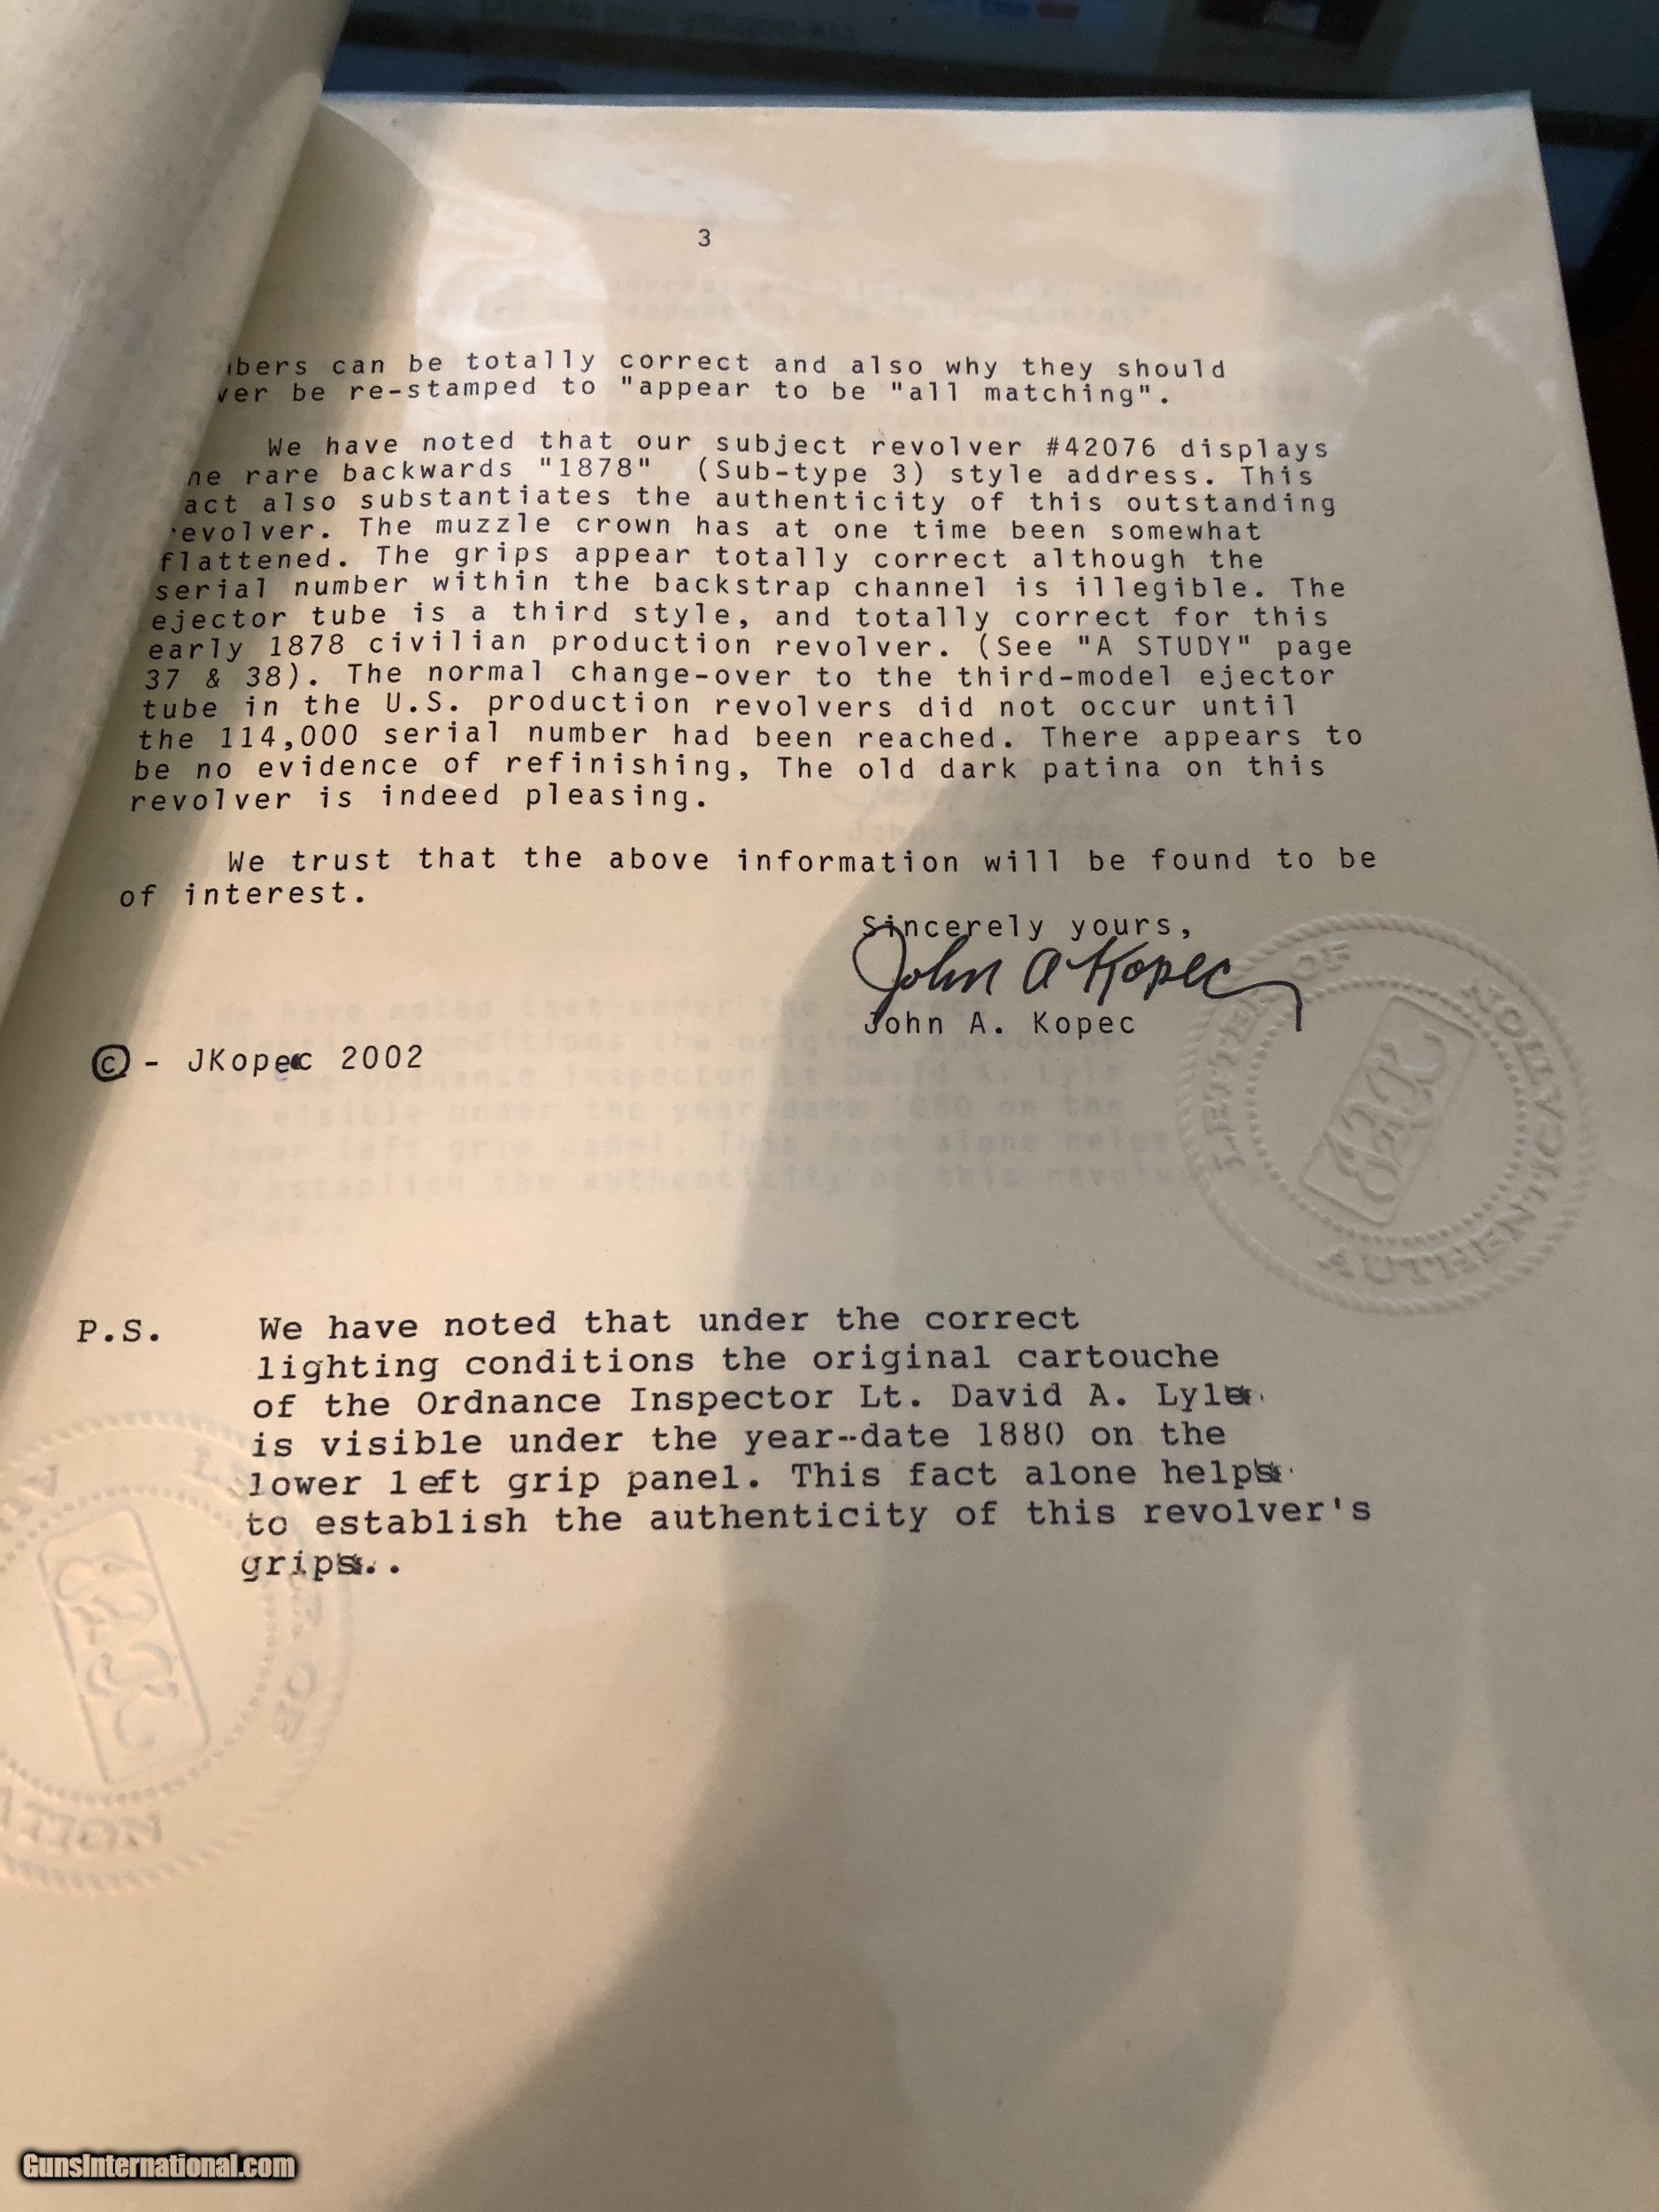 3
bers can be totally correct and also why they should
ver be re-stamped to "appear to be "all matching".
We have noted that our subject revolver #42076 displays
he rare backwards "1878" (Sub-type 3) style address. This
act also substantiates the authenticity of this outstanding
revolver. The muzzle crown has at one time been somewhat
flattened. The grips appear totally correct although the
serial number within the backstrap channel is illegible. The
ejector tube is a third style, and totally correct for this
early 1878 civilian production revolver. (See "A STUDY" page
37 & 38). The normal change-over to the third-model ejector
tube in the U.S. production revolvers did not occur until
the 114,000 serial number had been reached. There appears to
be no evidence of refinishing, The old dark patina on this
revolver is indeed pleasing.
We trust that the above information will be found to be
of interest.
Sincerely yours,
John A Kopec
John A. Kopec
© - JKopec 2002
LETTER OF AUTHENTICATION
P.S. We have noted that under the correct
lighting conditions the original cartouche
of the Ordnance Inspector Lt. David A. Lyle
is visible under the year--date 1880 on the
lower left grip panel. This fact alone helps
to establish the authenticity of this revolver's
grips..
GunsInternational.com